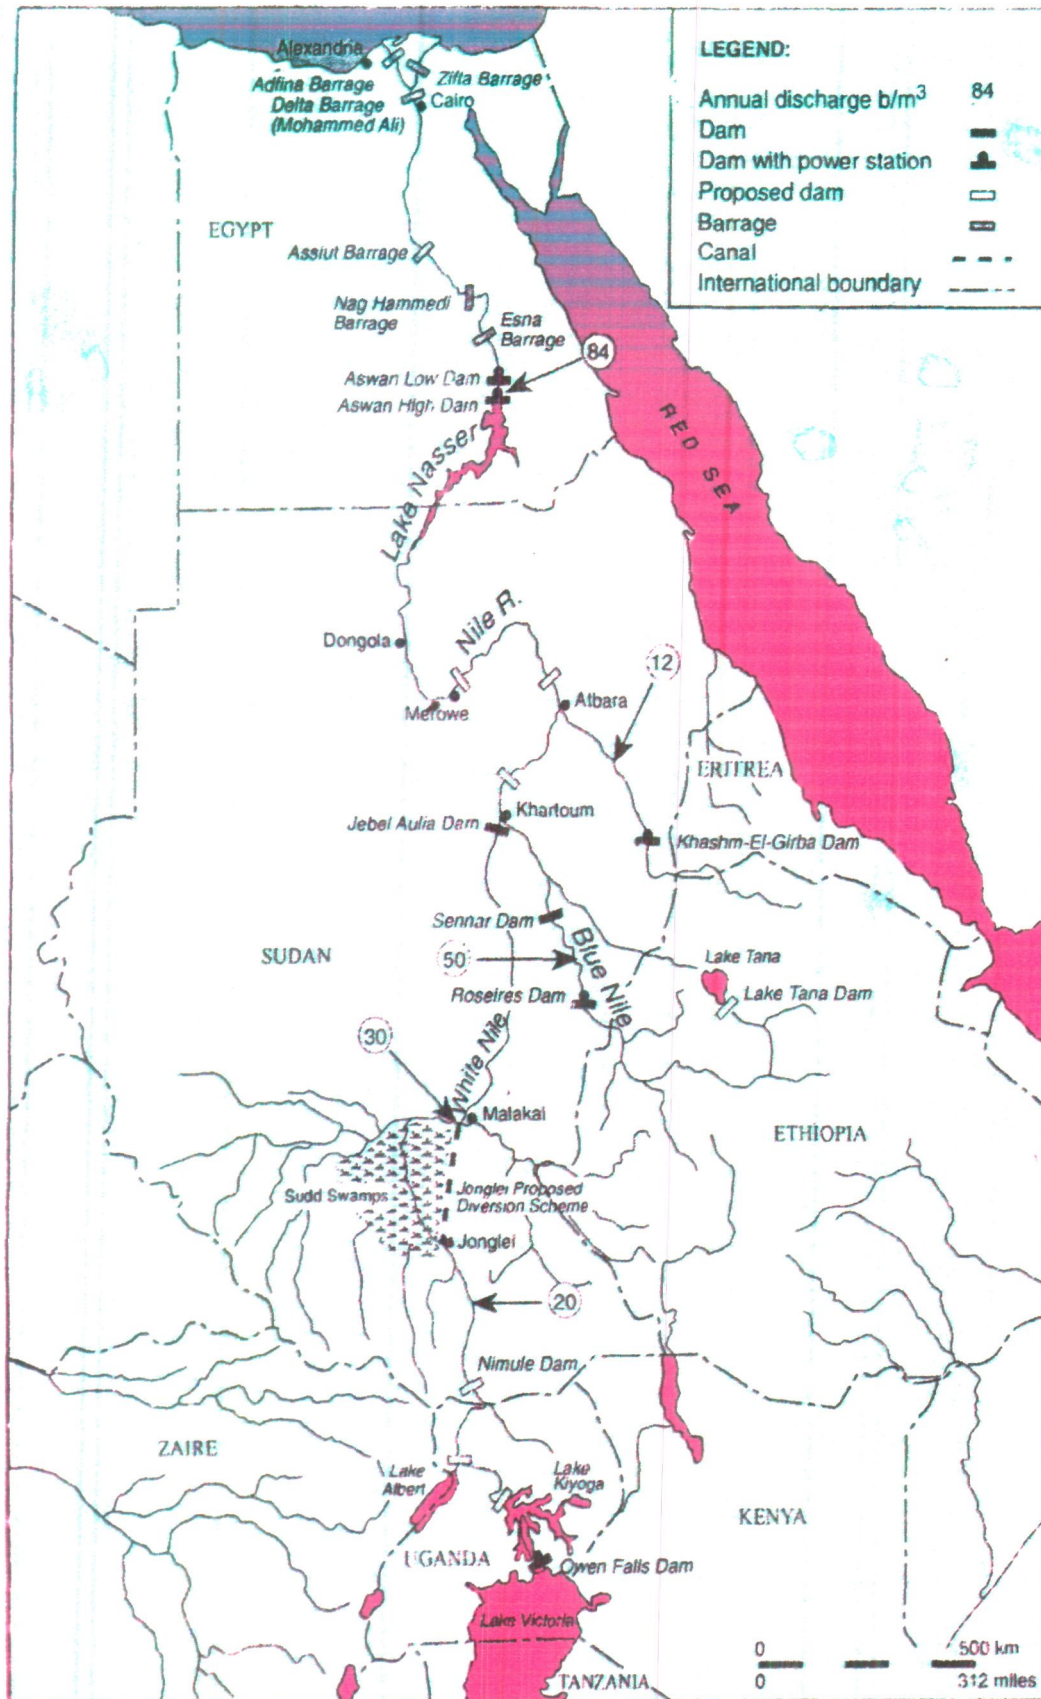 LEGEND:
Annual discharge b/m³ 84
Dam
Dam with power station
Proposed dam
Barrage
Canal
International boundary
Alexandria
Adfina Barrage
Zifta Barrage
Delta Barrage
(Mohammed Ali)
Cairo
EGYPT
Assiut Barrage
Nag Hammedi
Barrage
Esna
Barrage
84
Aswan Low Dam
Aswan High Dam
RED SEA
Lake Nasser
Nile R.
Dongola
12
Merowe
Atbara
ERITREA
Khartoum
Jebel Aulia Dam
Khashm-El-Girba Dam
Sennar Dam
Blue Nile
SUDAN
50
Lake Tana
Roseires Dam
Lake Tana Dam
30
White Nile
Malakai
ETHIOPIA
Sudd Swamps
Jonglei Proposed
Diversion Scheme
Jonglei
20
Nimule Dam
ZAIRE
Lake
Albert
Lake
Kiyoga
KENYA
UGANDA
Owen Falls Dam
Lake Victoria
TANZANIA
0 500 km
0 312 miles